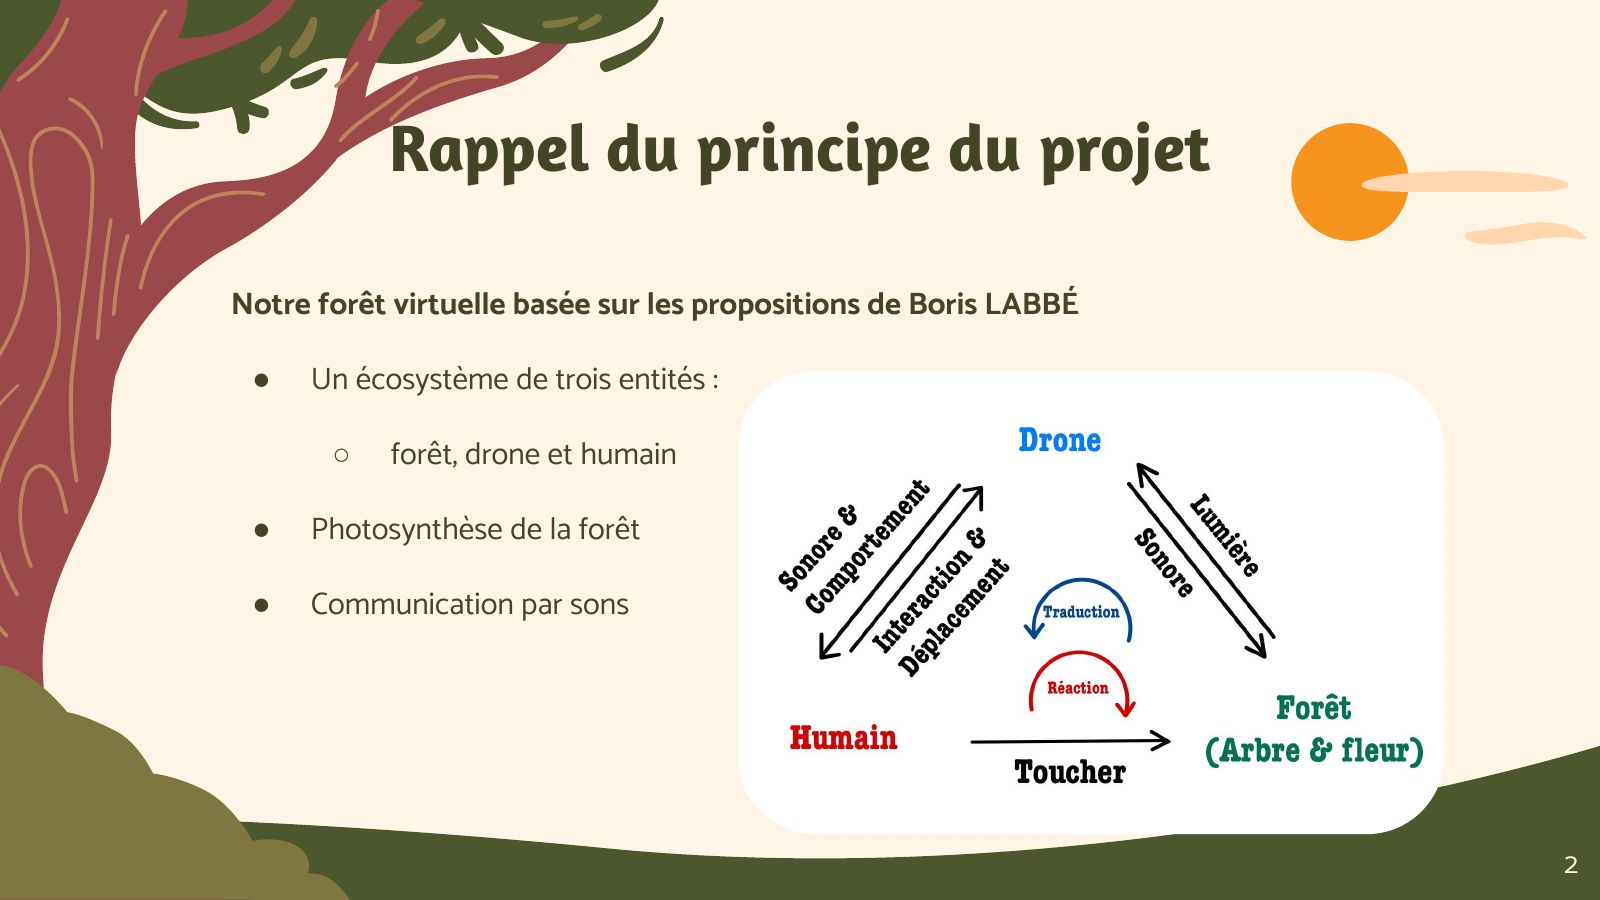 Rappel du principe du projet
Notre forêt virtuelle basée sur les propositions de Boris LABBÉ
● Un écosystème de trois entités :
○ forêt, drone et humain
● Photosynthèse de la forêt
● Communication par sons
Drone
Sonore &
Comportement
Interaction &
Déplacement
Lumière
Sonore
Traduction
Réaction
Humain
Toucher
Forêt
(Arbre & fleur)
2